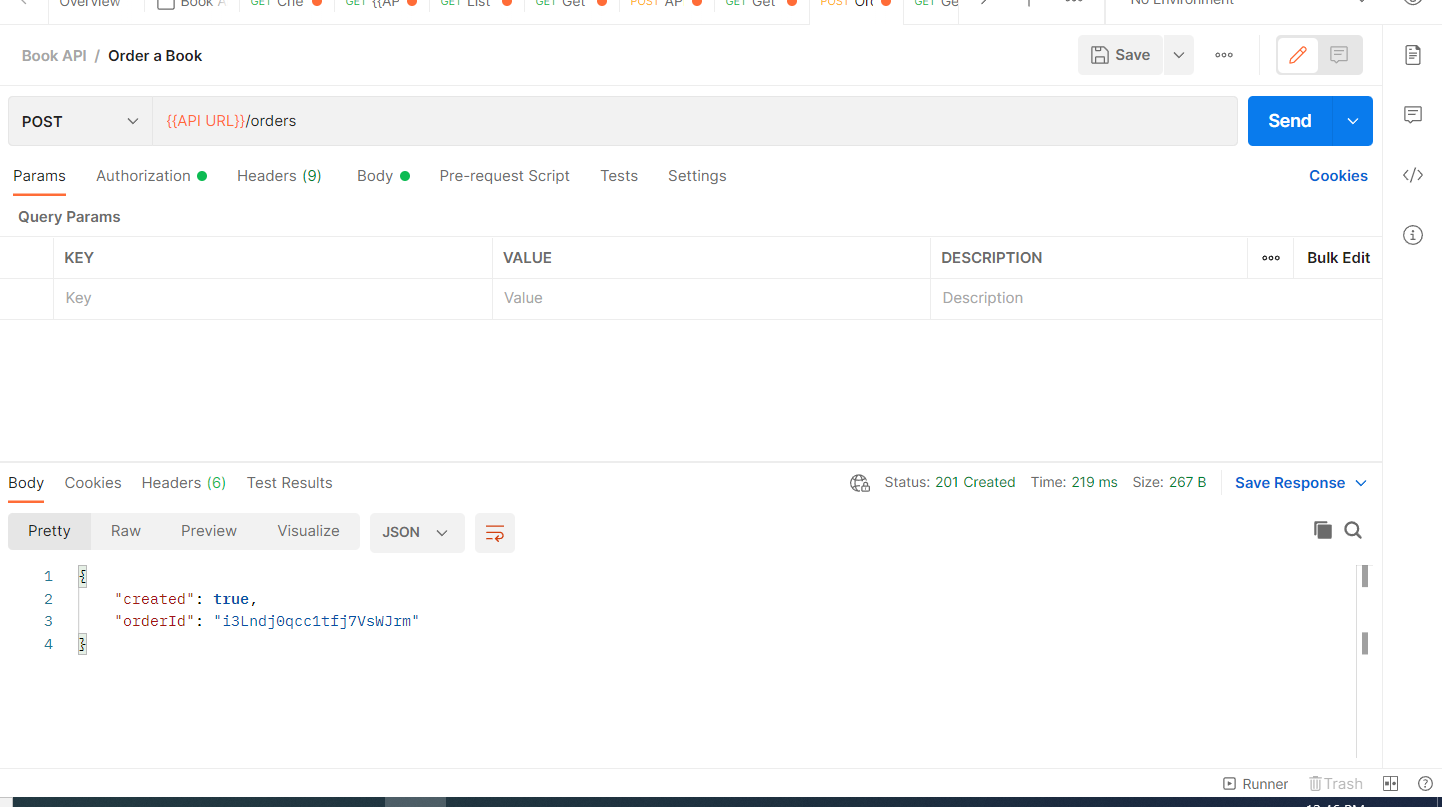 Overview Book A GET Che GET {{AP GET List GET Get POST AP GET Get POST Ord GET Ge No Environment
Book API / Order a Book
Save
POST {{API URL}}/orders
Send
Params Authorization Headers (9) Body Pre-request Script Tests Settings Cookies
Query Params
KEY VALUE DESCRIPTION Bulk Edit
Key Value Description
Body Cookies Headers (6) Test Results Status: 201 Created Time: 219 ms Size: 267 B Save Response
Pretty Raw Preview Visualize JSON
1 {
2 "created": true,
3 "orderId": "i3Lndj0qcc1tfj7VsWJrm"
4 }
Runner Trash